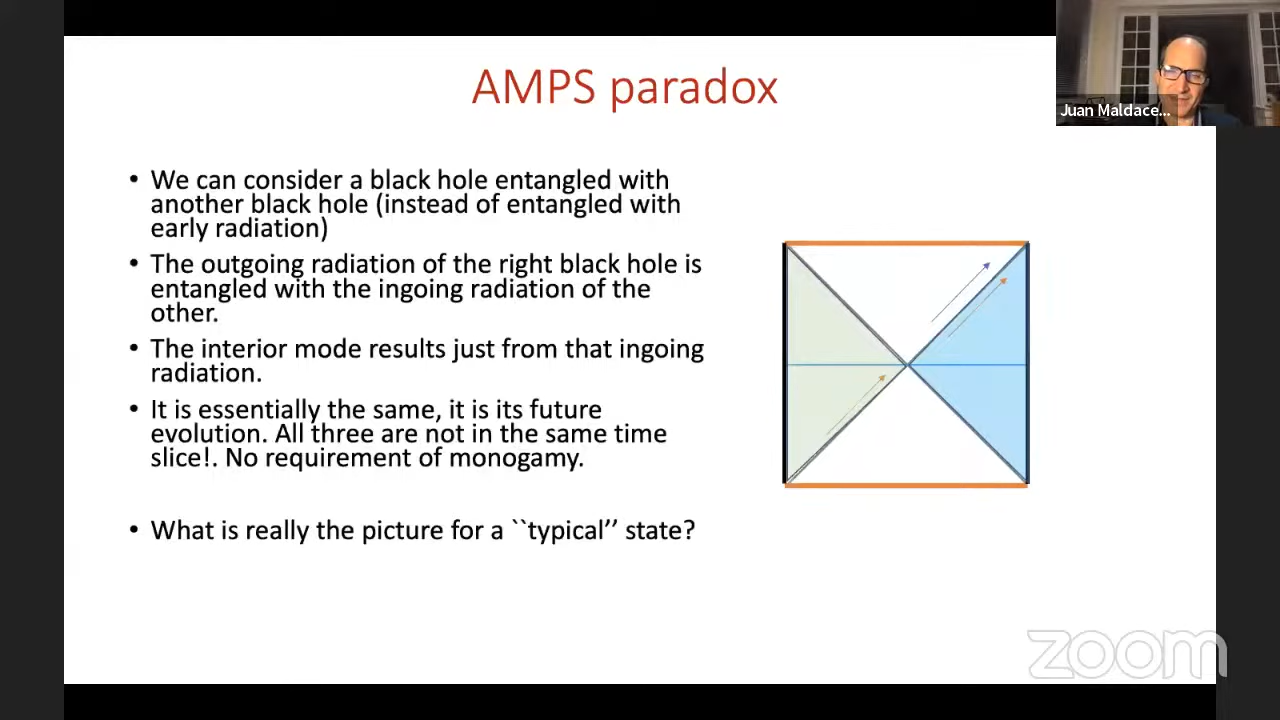 AMPS paradox
Juan Maldace...
• We can consider a black hole entangled with
another black hole (instead of entangled with
early radiation)
• The outgoing radiation of the right black hole is
entangled with the ingoing radiation of the
other.
• The interior mode results just from that ingoing
radiation.
• It is essentially the same, it is its future
evolution. All three are not in the same time
slice!. No requirement of monogamy.
• What is really the picture for a ``typical’’ state?
zoom